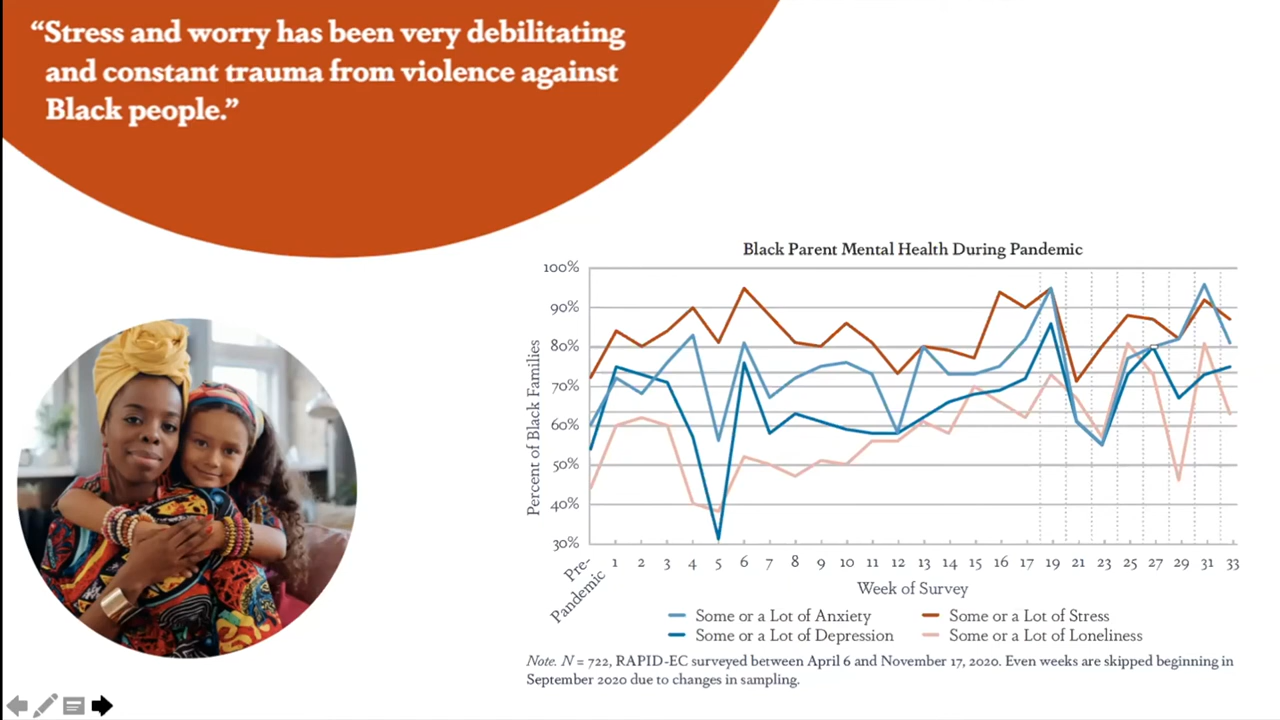 “Stress and worry has been very debilitating
and constant trauma from violence against
Black people.”
Black Parent Mental Health During Pandemic
100%
90%
80%
70%
60%
50%
40%
30%
Percent of Black Families
Pre-
Pandemic
1 2 3 4 5 6 7 8 9 10 11 12 13 14 15 16 17 19 21 23 25 27 29 31 33
Week of Survey
Some or a Lot of Anxiety
Some or a Lot of Stress
Some or a Lot of Depression
Some or a Lot of Loneliness
Note. N = 722, RAPID-EC surveyed between April 6 and November 17, 2020. Even weeks are skipped beginning in
September 2020 due to changes in sampling.